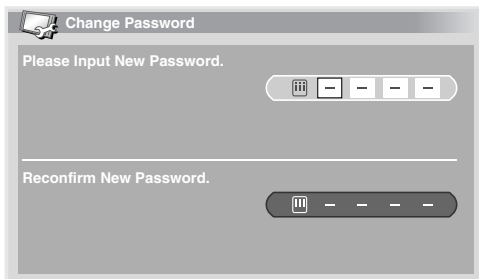 Change Password
Please Input New Password.
– – – –
Reconfirm New Password.
– – – –